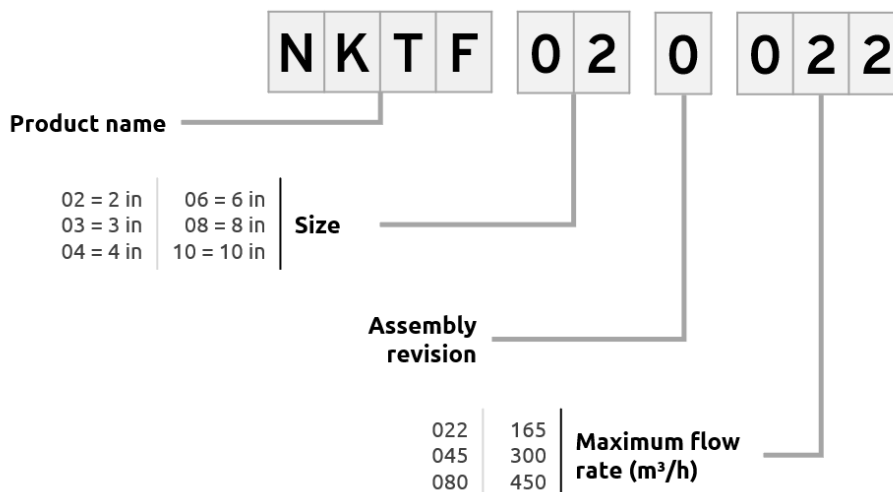 NKTF 02 0 022
Product name
02 = 2 in 06 = 6 in
03 = 3 in 08 = 8 in
04 = 4 in 10 = 10 in
Size
Assembly
revision
022 165
045 300
080 450
Maximum flow
rate (m³/h)